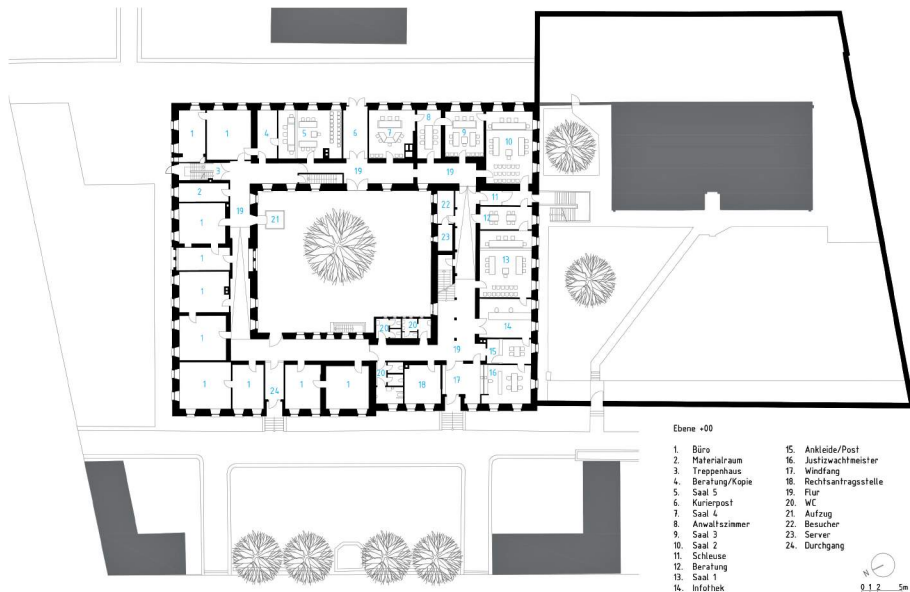 1 1 4 5 6 7 8 9 10
3 19 19
2 11
1 19 21 22 12
23
1 13
1
1 20 20 14
19 15
20 16
1 1 24 1 1 18 17
Ebene +00
1. Büro
2. Materialraum
3. Treppenhaus
4. Beratung/Kopie
5. Saal 5
6. Kurierpost
7. Saal 4
8. Anwaltszimmer
9. Saal 3
10. Saal 2
11. Schleuse
12. Beratung
13. Saal 1
14. Infothek
15. Ankleide/Post
16. Justizwachtmeister
17. Windfang
18. Rechtsantragsstelle
19. Flur
20. WC
21. Aufzug
22. Besucher
23. Server
24. Durchgang
N
0 1 2 5m